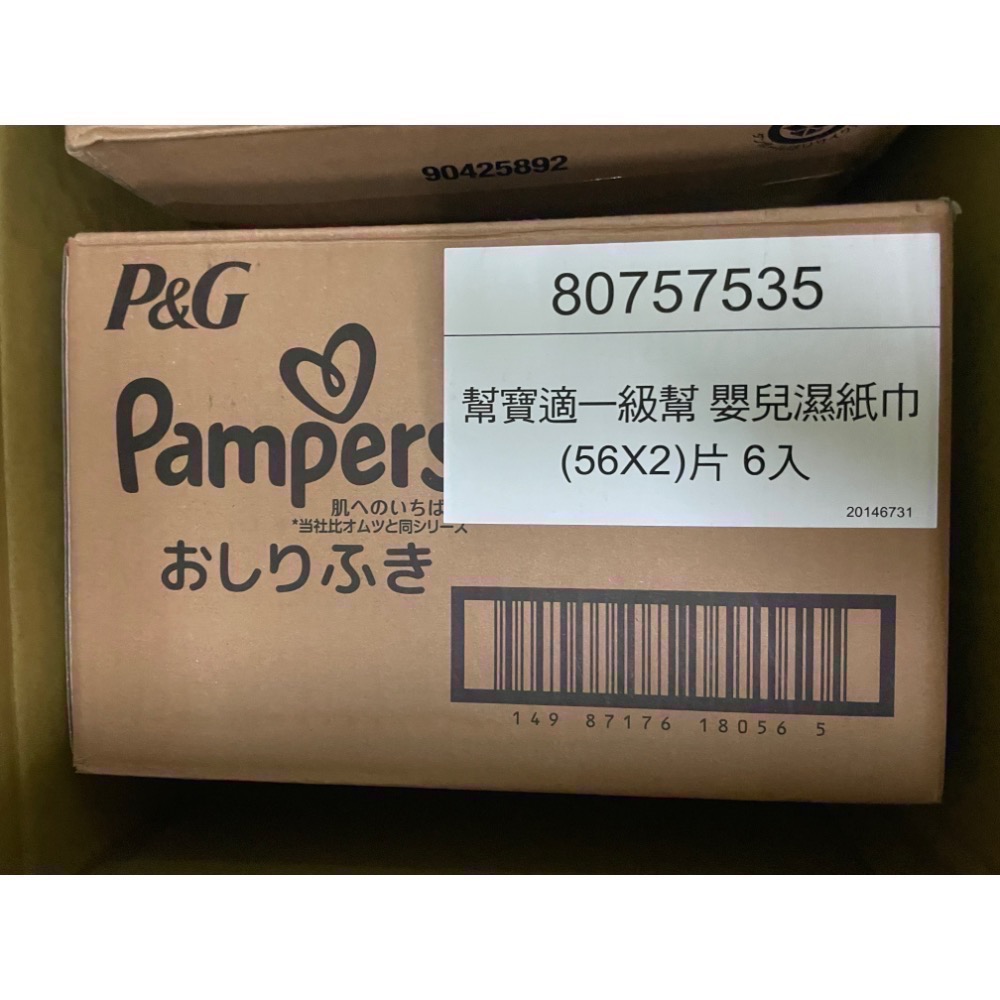 90425892
P&G
Pampers
肌へのいちば
*当社比オムツと同シリーズ
おしりふき
80757535
幫寶適一級幫 嬰兒濕紙巾
(56X2)片 6入
20146731
149 87176 18056 5